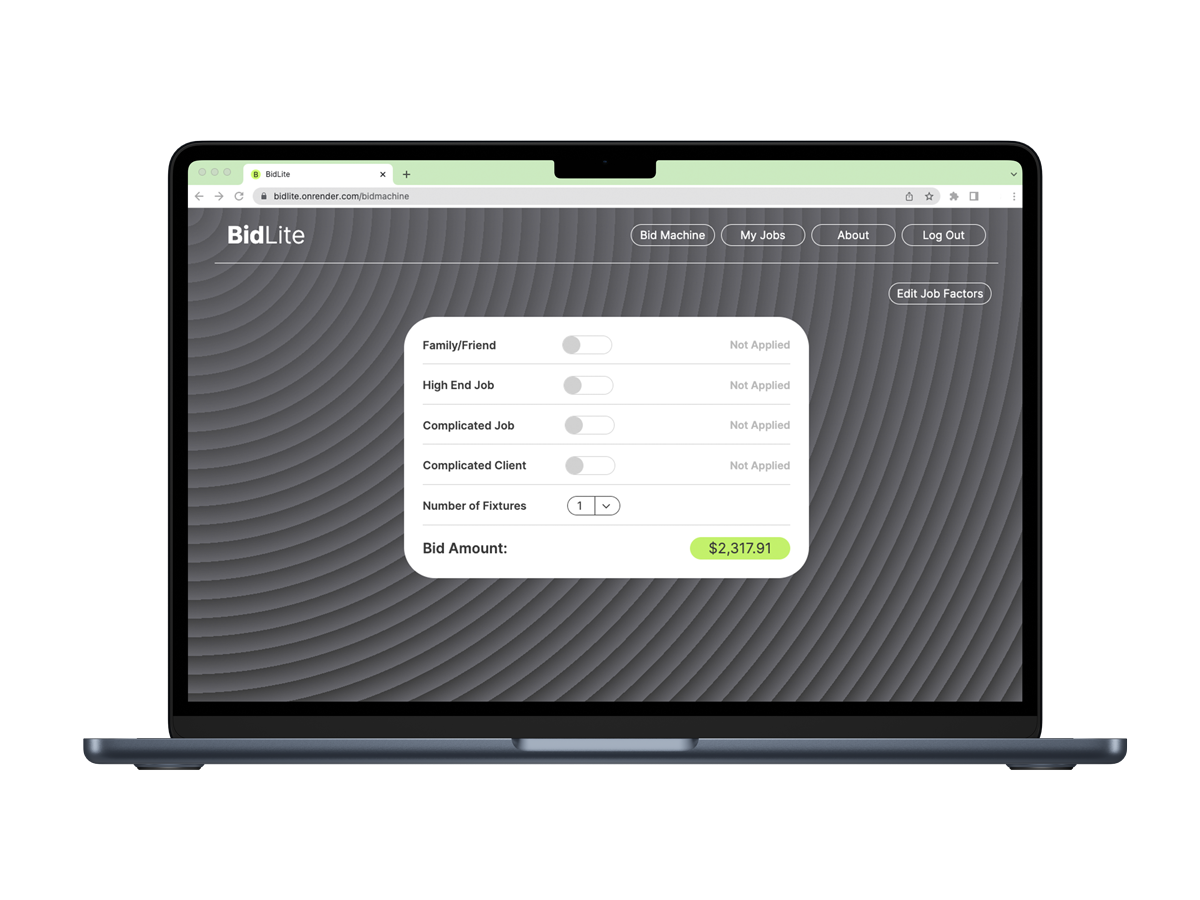 BidLite
bidlite.onrender.com/bidmachine
BidLite
Bid Machine
My Jobs
About
Log Out
Edit Job Factors
Family/Friend Not Applied
High End Job Not Applied
Complicated Job Not Applied
Complicated Client Not Applied
Number of Fixtures 1
Bid Amount: $2,317.91